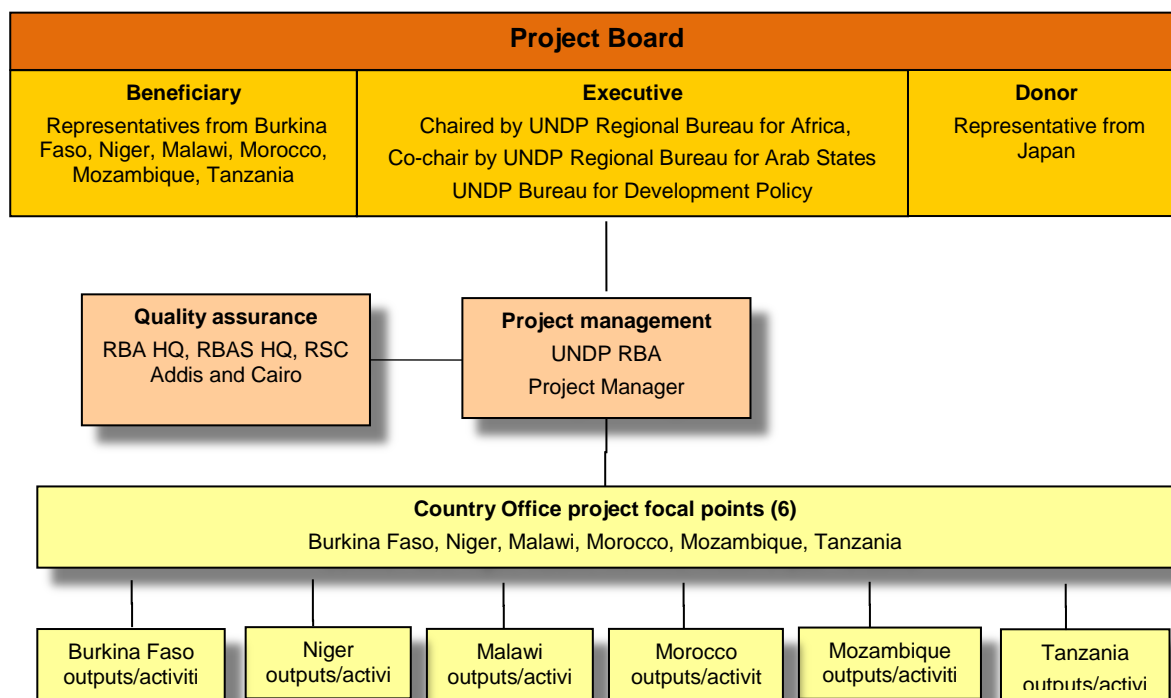 Project Board
Beneficiary
Representatives from Burkina
Faso, Niger, Malawi, Morocco,
Mozambique, Tanzania
Executive
Chaired by UNDP Regional Bureau for Africa,
Co-chair by UNDP Regional Bureau for Arab States
UNDP Bureau for Development Policy
Donor
Representative from
Japan
Quality assurance
RBA HQ, RBAS HQ, RSC
Addis and Cairo
Project management
UNDP RBA
Project Manager
Country Office project focal points (6)
Burkina Faso, Niger, Malawi, Morocco, Mozambique, Tanzania
Burkina Faso
outputs/activiti
Niger
outputs/activi
Malawi
outputs/activi
Morocco
outputs/activit
Mozambique
outputs/activiti
Tanzania
outputs/activi